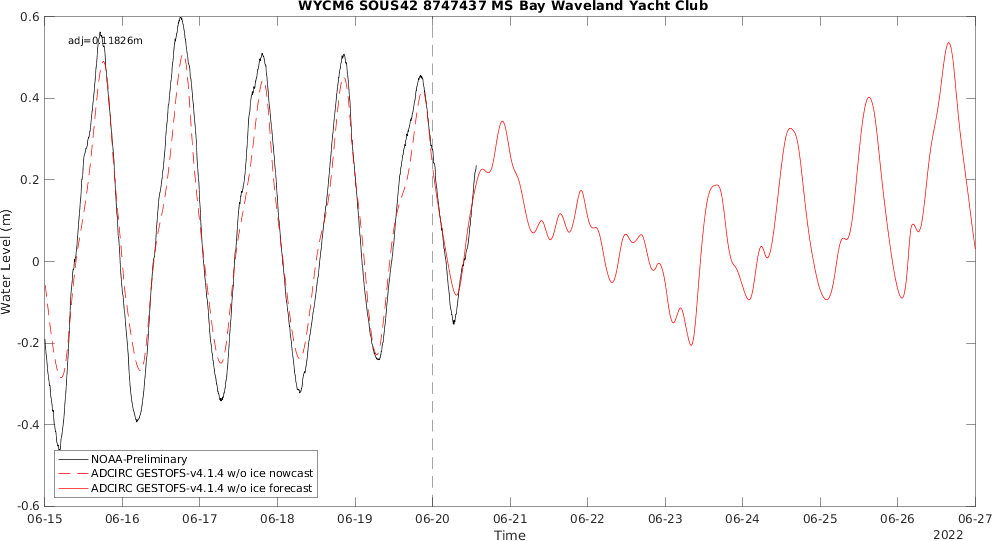 WYCM6 SOUS42 8747437 MS Bay Waveland Yacht Club
adj=0.11826m
0.6
0.4
0.2
0
-0.2
-0.4
-0.6
Water Level (m)
NOAA-Preliminary
ADCIRC GESTOFS-v4.1.4 w/o ice nowcast
ADCIRC GESTOFS-v4.1.4 w/o ice forecast
06-15 06-16 06-17 06-18 06-19 06-20 06-21 06-22 06-23 06-24 06-25 06-26 06-27
Time
2022